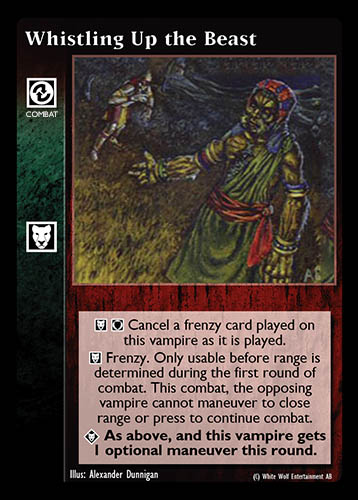 Whistling Up the Beast
COMBAT
Cancel a frenzy card played on
this vampire as it is played.
Frenzy. Only usable before range is
determined during the first round of
combat. This combat, the opposing
vampire cannot maneuver to close
range or press to continue combat.
As above, and this vampire gets
1 optional maneuver this round.
Illus: Alexander Dunnigan
(C) White Wolf Entertainment AB